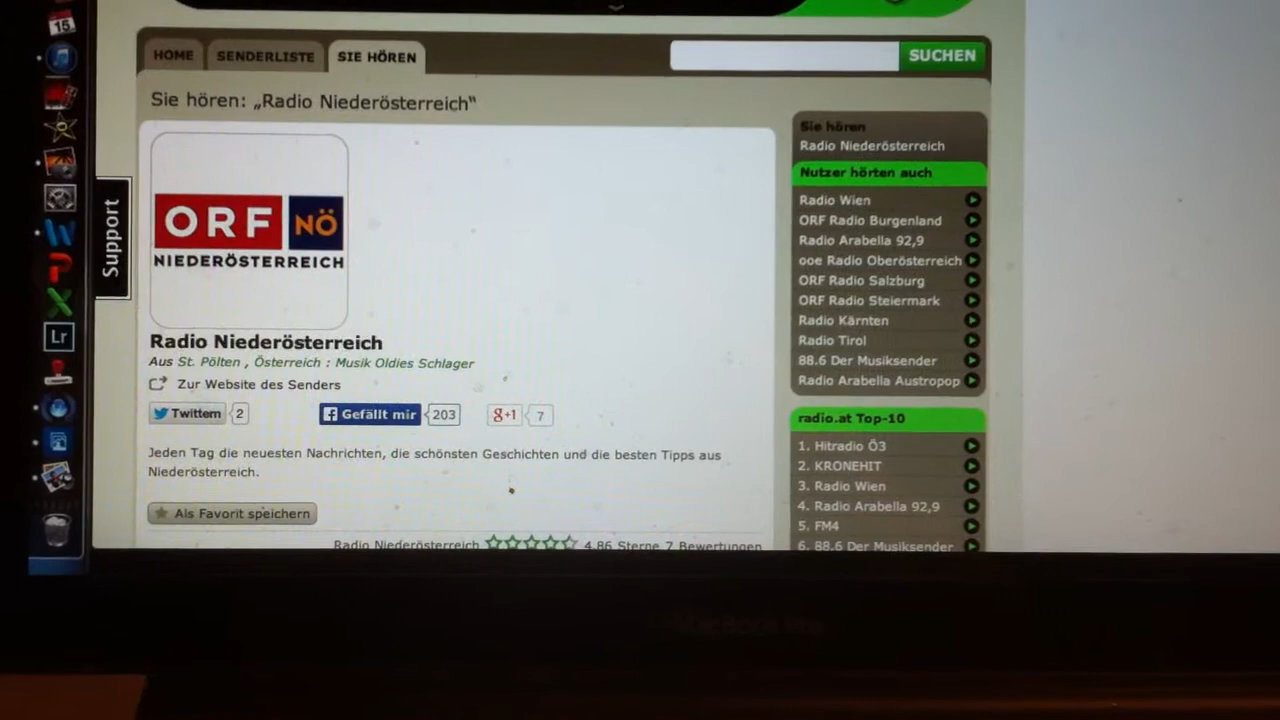 15
HOME
SENDERLISTE
SIE HÖREN
SUCHEN
Sie hören: „Radio Niederösterreich“
ORF NÖ
NIEDERÖSTERREICH
Support
Lr
Radio Niederösterreich
Aus St. Pölten , Österreich : Musik Oldies Schlager
Zur Website des Senders
Twittern 2
Gefällt mir 203
g+1 7
Jeden Tag die neuesten Nachrichten, die schönsten Geschichten und die besten Tipps aus
Niederösterreich.
Als Favorit speichern
Radio Niederösterreich 4.86 Sterne 7 Bewertungen
Sie hören
Radio Niederösterreich
Nutzer hörten auch
Radio Wien
ORF Radio Burgenland
Radio Arabella 92,9
ooe Radio Oberösterreich
ORF Radio Salzburg
ORF Radio Steiermark
Radio Kärnten
Radio Tirol
88.6 Der Musiksender
Radio Arabella Austropop
radio.at Top-10
1. Hitradio Ö3
2. KRONEHIT
3. Radio Wien
4. Radio Arabella 92,9
5. FM4
6. 88.6 Der Musiksender
MacBook Pro